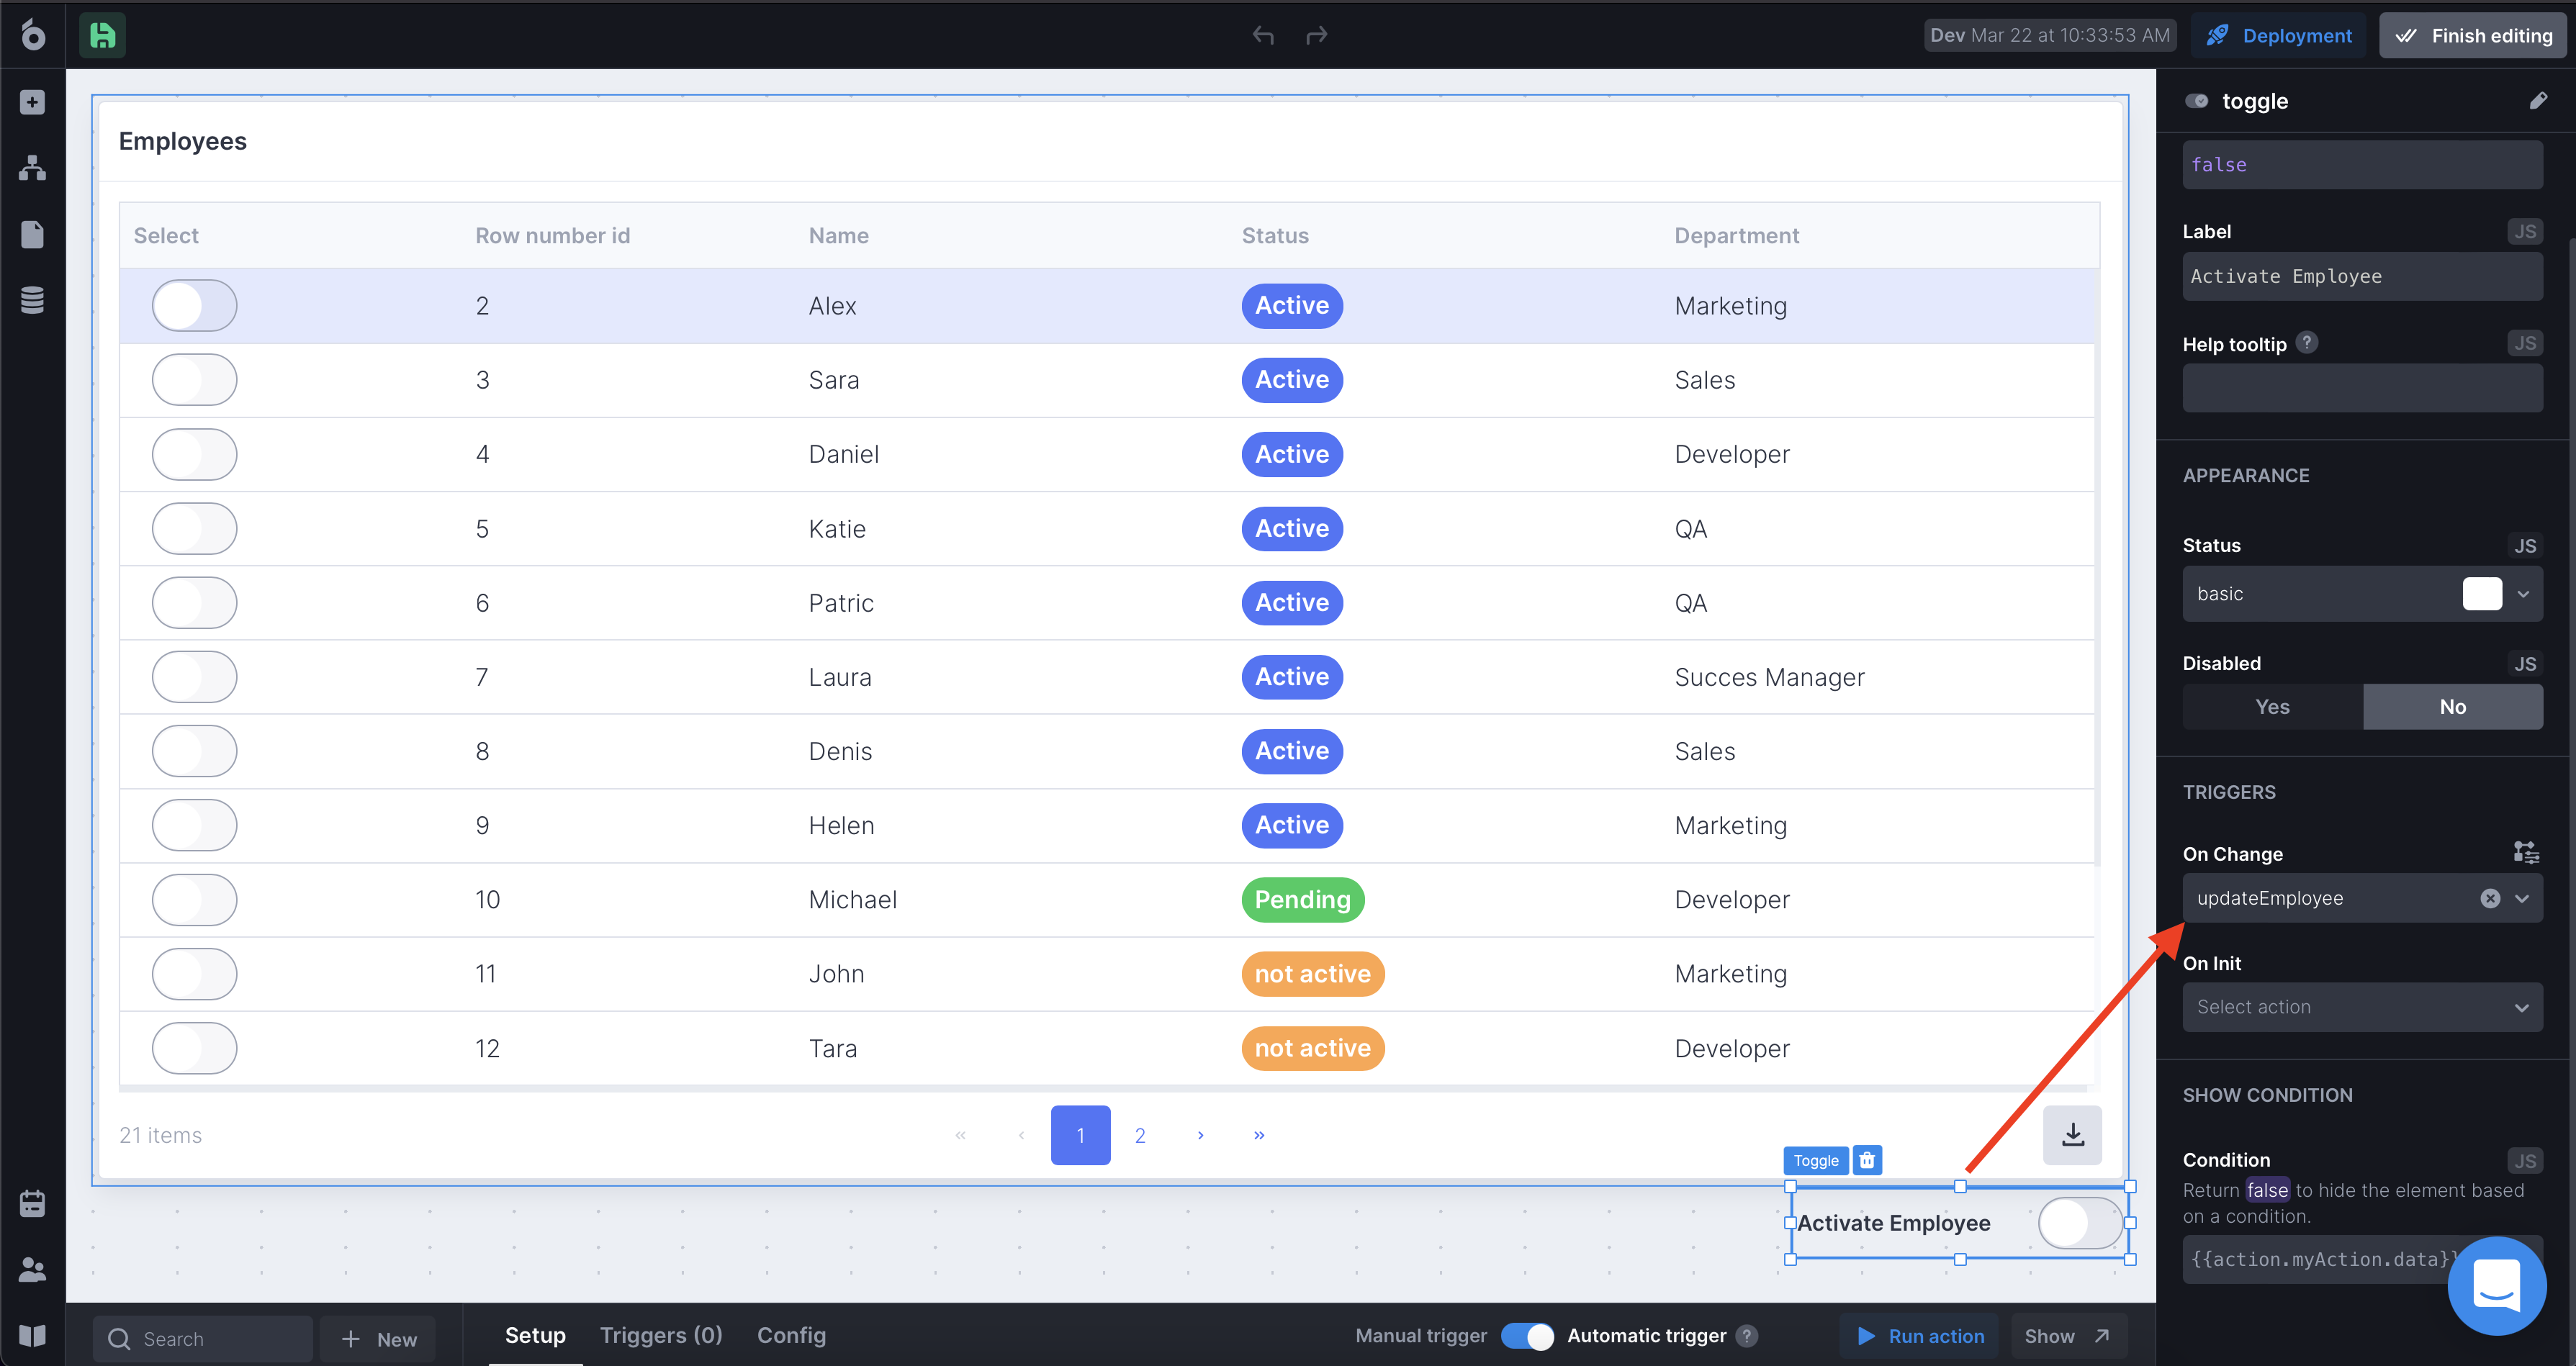 Dev Mar 22 at 10:33:53 AM
Deployment
Finish editing
Employees
Select Row number id Name Status Department
2 Alex Active Marketing
3 Sara Active Sales
4 Daniel Active Developer
5 Katie Active QA
6 Patric Active QA
7 Laura Active Succes Manager
8 Denis Active Sales
9 Helen Active Marketing
10 Michael Pending Developer
11 John not active Marketing
12 Tara not active Developer
21 items
« ‹ 1 2 › »
Toggle
Activate Employee
toggle
false
Label JS
Activate Employee
Help tooltip ? JS
APPEARANCE
Status JS
basic
Disabled JS
Yes No
TRIGGERS
On Change
updateEmployee
On Init
Select action
SHOW CONDITION
Condition JS
Return false to hide the element based
on a condition.
{{action.myAction.data}}
Search
New
Setup Triggers (0) Config
Manual trigger Automatic trigger ?
Run action
Show